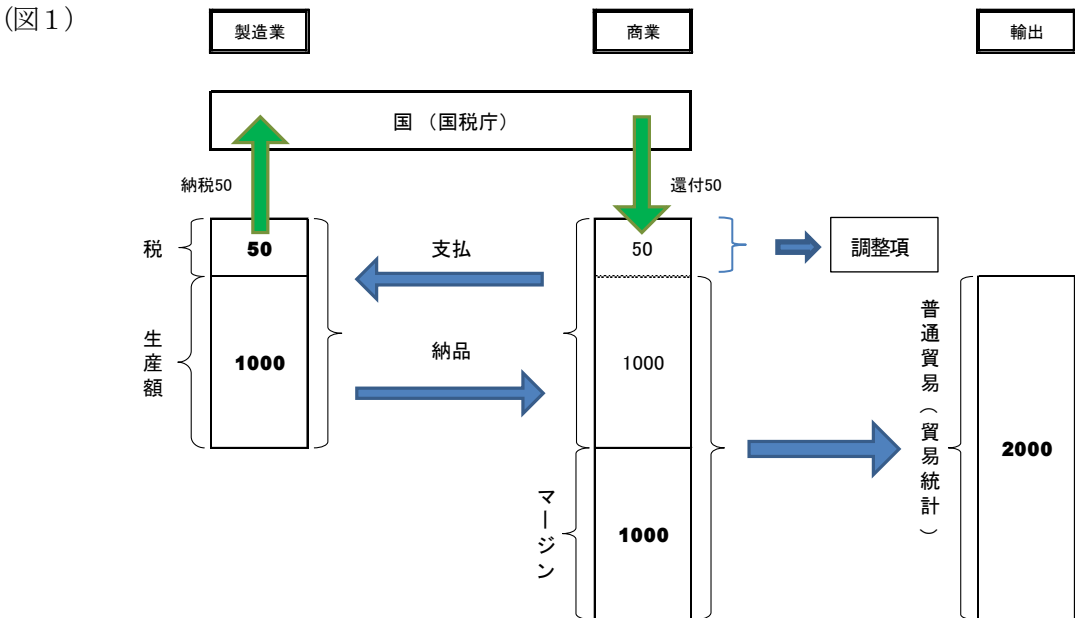 (図1)
製造業
商業
輸出
国 （国税庁）
納税50
還付50
税
50
支払
50
調整項
生産額
1000
納品
1000
普通貿易（貿易統計）
2000
マージン
1000